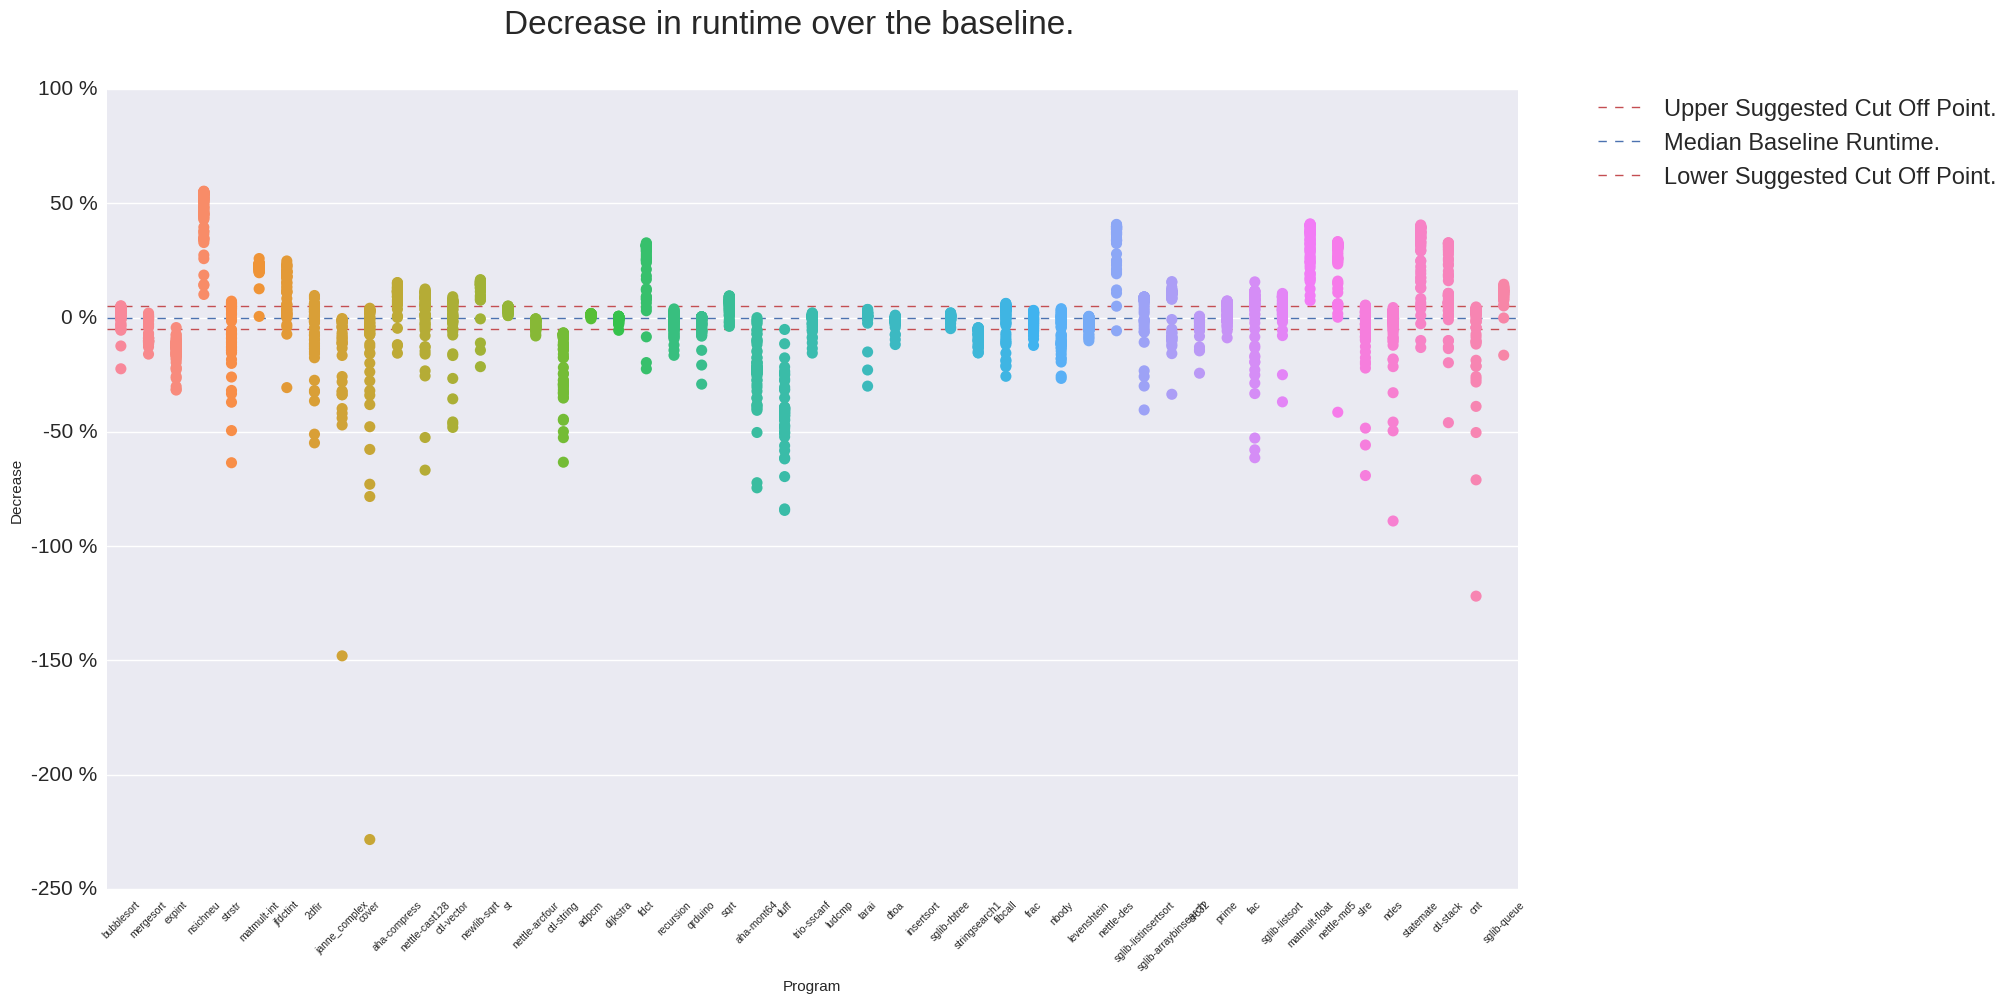 Decrease in runtime over the baseline.
100 %
50 %
0 %
-50 %
-100 %
-150 %
-200 %
-250 %
Decrease
Upper Suggested Cut Off Point.
Median Baseline Runtime.
Lower Suggested Cut Off Point.
bubblesort
mergesort
expint
nsichneu
strstr
matmult-int
jfdctint
2dfir
janne_complex
cover
aha-compress
nettle-cast128
ctl-vector
newlib-sqrt
st
nettle-arcfour
ctl-string
adpcm
dijkstra
fdct
recursion
qrduino
sqrt
aha-mont64
duff
trio-sscanf
ludcmp
tarai
dtoa
insertsort
sglib-rbtree
stringsearch1
fibcall
frac
nbody
levenshtein
nettle-des
sglib-listinsertsort
sglib-arraybinsearch
prime
fac
sglib-listsort
matmult-float
nettle-md5
slre
ndes
statemate
ctl-stack
cnt
sglib-queue
Program